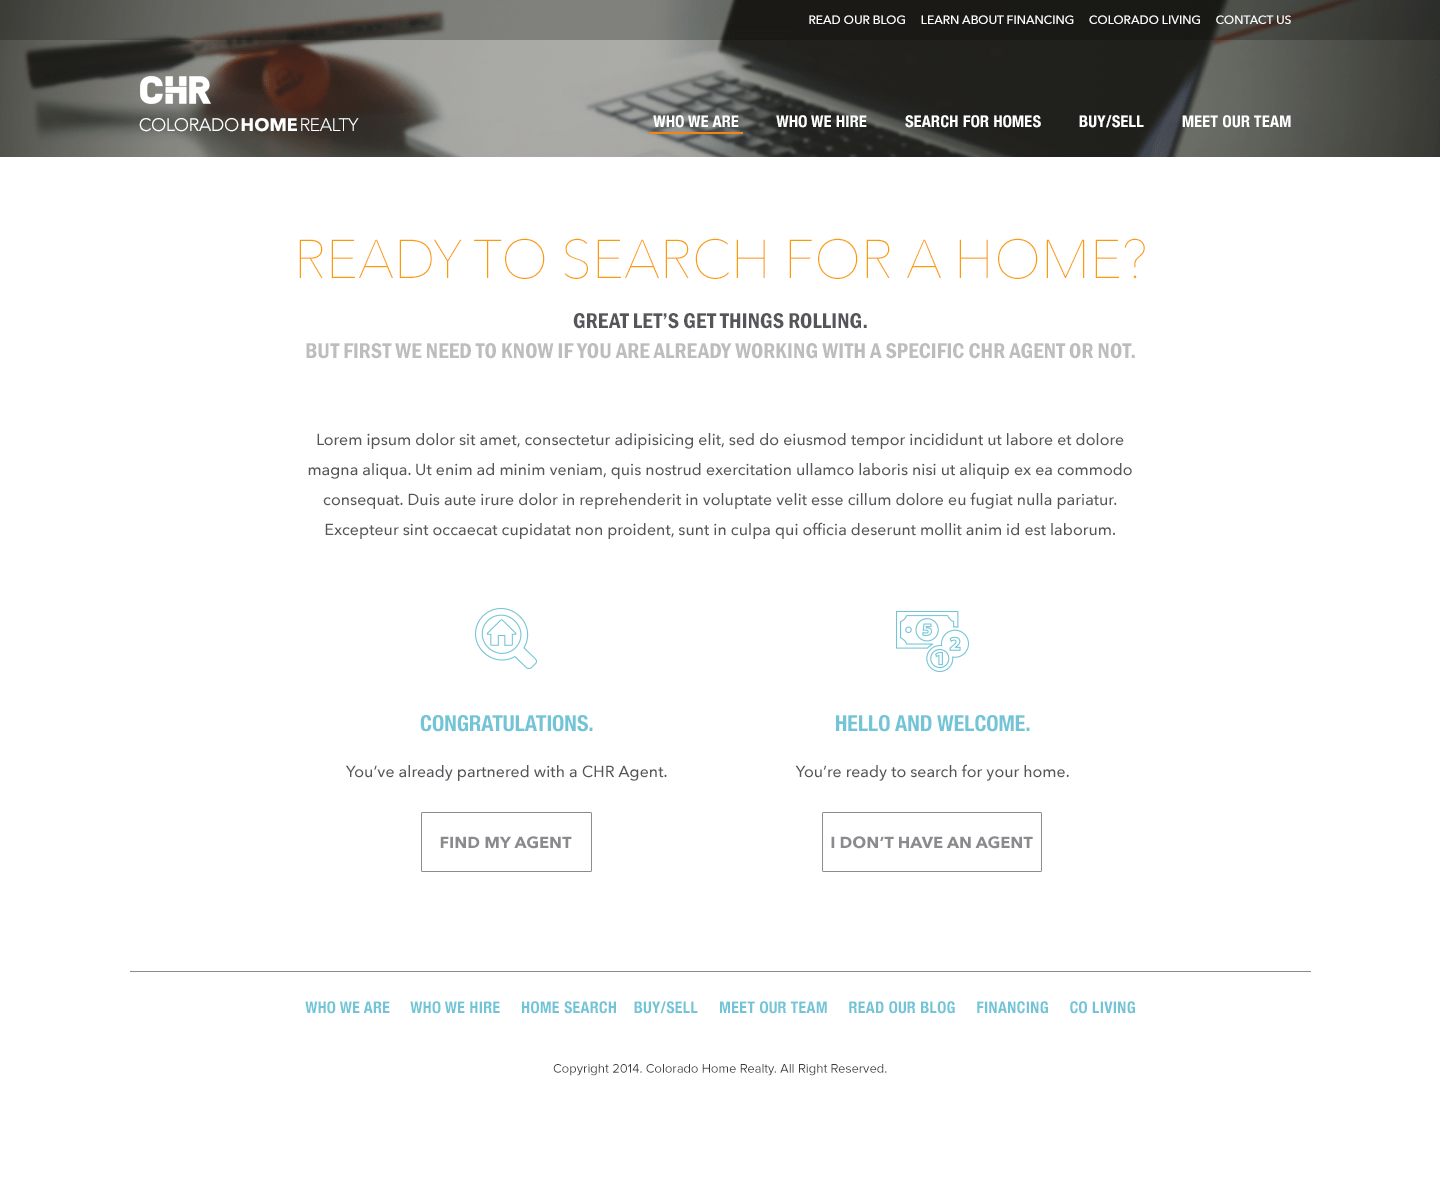 READ OUR BLOG LEARN ABOUT FINANCING COLORADO LIVING CONTACT US
CHR
COLORADOHOMEREALTY
WHO WE ARE WHO WE HIRE SEARCH FOR HOMES BUY/SELL MEET OUR TEAM
READY TO SEARCH FOR A HOME?
GREAT LET’S GET THINGS ROLLING.
BUT FIRST WE NEED TO KNOW IF YOU ARE ALREADY WORKING WITH A SPECIFIC CHR AGENT OR NOT.
Lorem ipsum dolor sit amet, consectetur adipisicing elit, sed do eiusmod tempor incididunt ut labore et dolore
magna aliqua. Ut enim ad minim veniam, quis nostrud exercitation ullamco laboris nisi ut aliquip ex ea commodo
consequat. Duis aute irure dolor in reprehenderit in voluptate velit esse cillum dolore eu fugiat nulla pariatur.
Excepteur sint occaecat cupidatat non proident, sunt in culpa qui officia deserunt mollit anim id est laborum.
5
2
1
CONGRATULATIONS.
You’ve already partnered with a CHR Agent.
FIND MY AGENT
HELLO AND WELCOME.
You’re ready to search for your home.
I DON’T HAVE AN AGENT
WHO WE ARE WHO WE HIRE HOME SEARCH BUY/SELL MEET OUR TEAM READ OUR BLOG FINANCING CO LIVING
Copyright 2014. Colorado Home Realty. All Right Reserved.